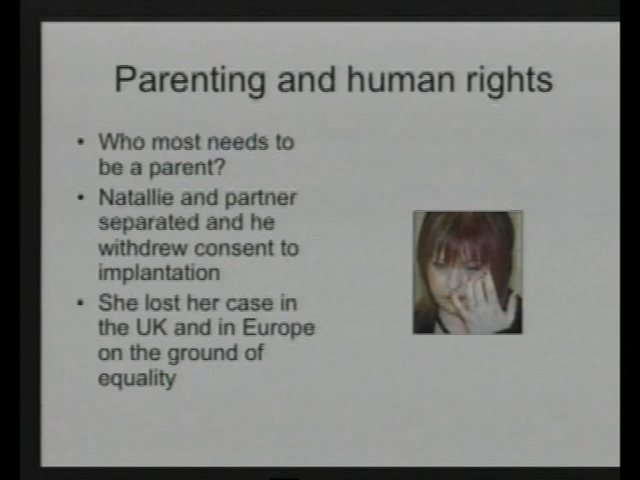 Parenting and human rights
• Who most needs to
be a parent?
• Natallie and partner
separated and he
withdrew consent to
implantation
• She lost her case in
the UK and in Europe
on the ground of
equality